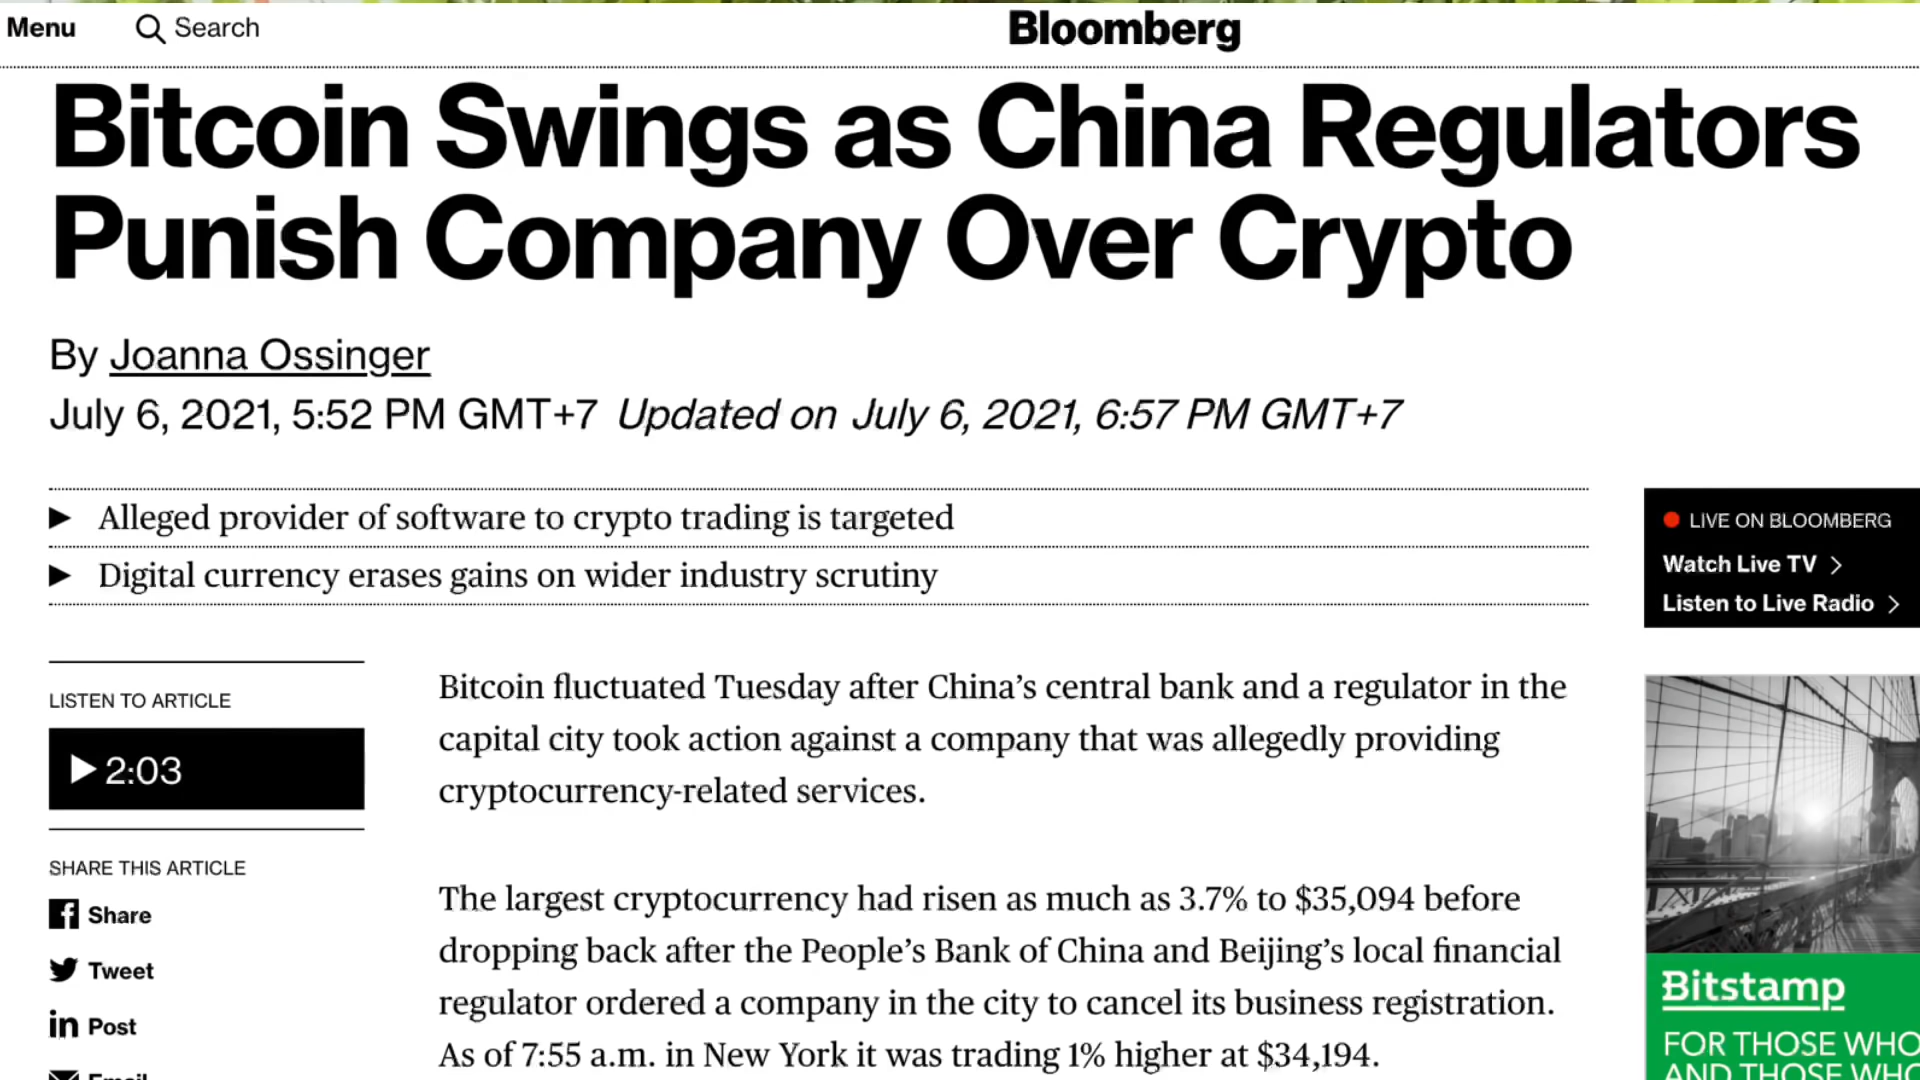 Menu
Search
Bloomberg
Bitcoin Swings as China Regulators
Punish Company Over Crypto
By Joanna Ossinger
July 6, 2021, 5:52 PM GMT+7 Updated on July 6, 2021, 6:57 PM GMT+7
Alleged provider of software to crypto trading is targeted
Digital currency erases gains on wider industry scrutiny
LIVE ON BLOOMBERG
Watch Live TV
Listen to Live Radio
LISTEN TO ARTICLE
2:03
SHARE THIS ARTICLE
Share
Tweet
Post
Email
Bitcoin fluctuated Tuesday after China’s central bank and a regulator in the
capital city took action against a company that was allegedly providing
cryptocurrency-related services.
The largest cryptocurrency had risen as much as 3.7% to $35,094 before
dropping back after the People’s Bank of China and Beijing’s local financial
regulator ordered a company in the city to cancel its business registration.
As of 7:55 a.m. in New York it was trading 1% higher at $34,194.
Bitstamp
FOR THOSE WHO
AND THOSE WHO